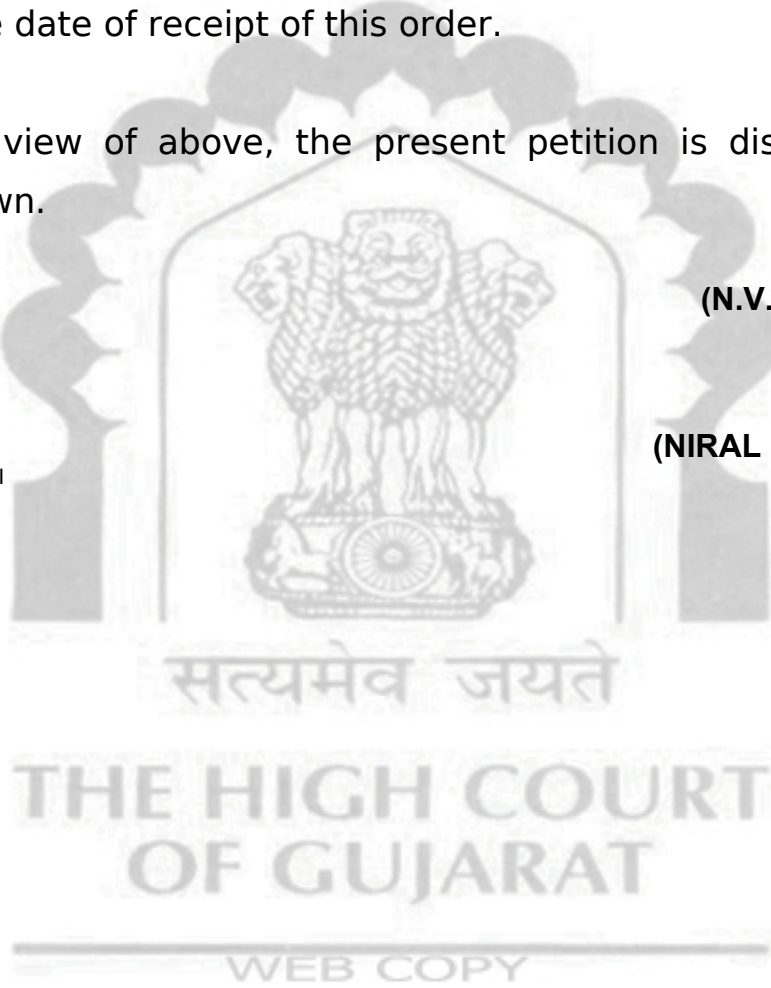 date of receipt of this order.
view of above, the present petition is dis
wn.
(N.V.
(NIRAL
सत्यमेव जयते
THE HIGH COURT
OF GUJARAT
WEB COPY